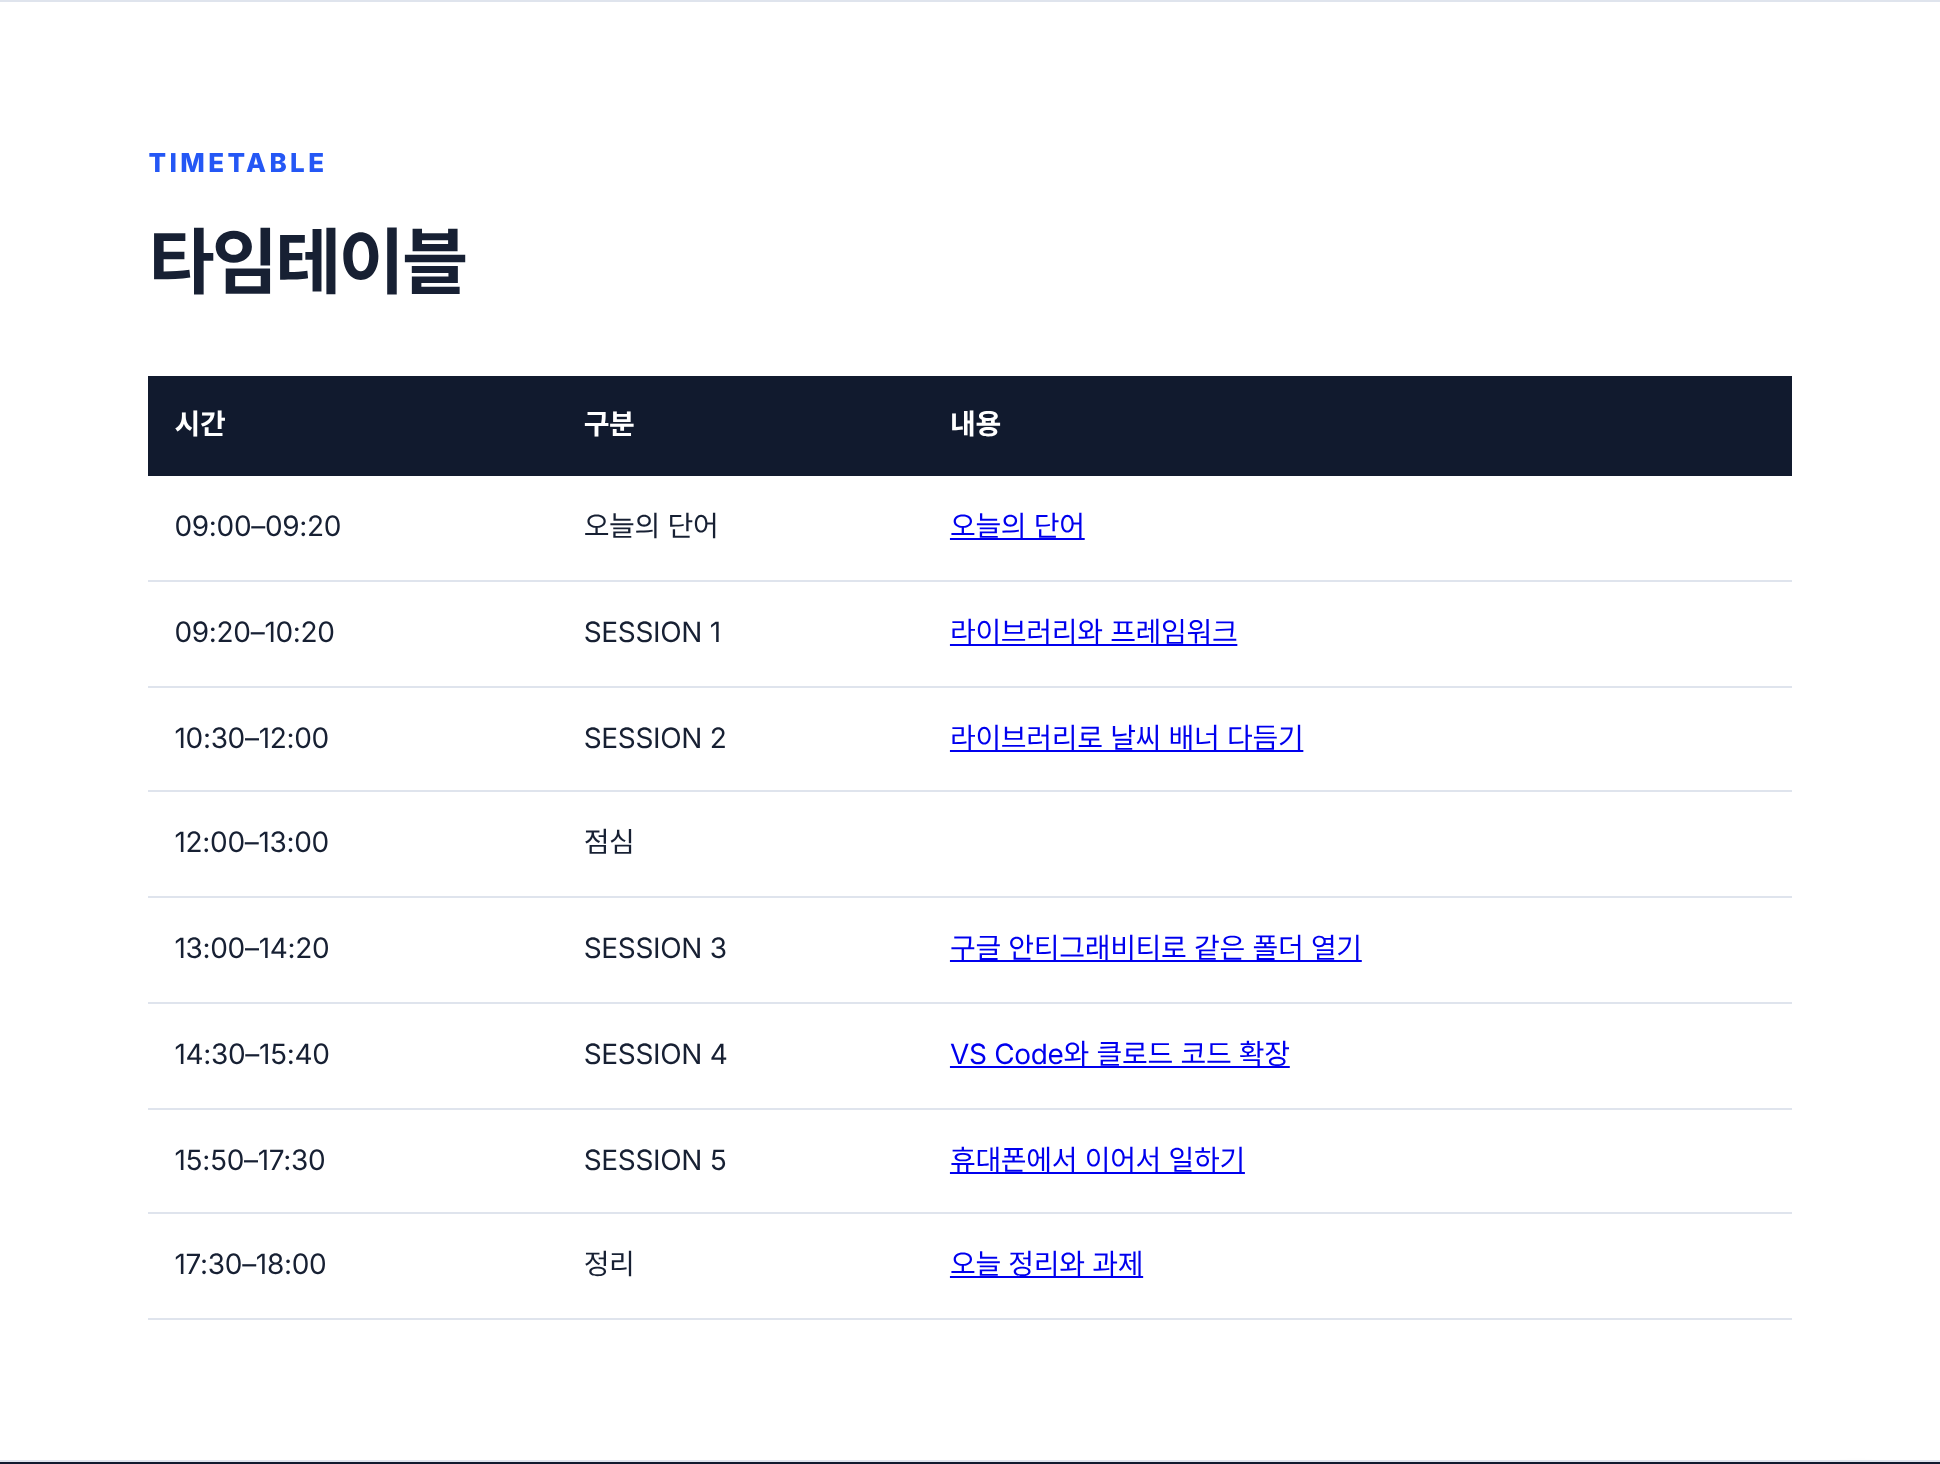 TIMETABLE
타임테이블
시간 구분 내용
09:00–09:20 오늘의 단어 오늘의 단어
09:20–10:20 SESSION 1 라이브러리와 프레임워크
10:30–12:00 SESSION 2 라이브러리로 날씨 배너 다듬기
12:00–13:00 점심
13:00–14:20 SESSION 3 구글 안티그래비티로 같은 폴더 열기
14:30–15:40 SESSION 4 VS Code와 클로드 코드 확장
15:50–17:30 SESSION 5 휴대폰에서 이어서 일하기
17:30–18:00 정리 오늘 정리와 과제